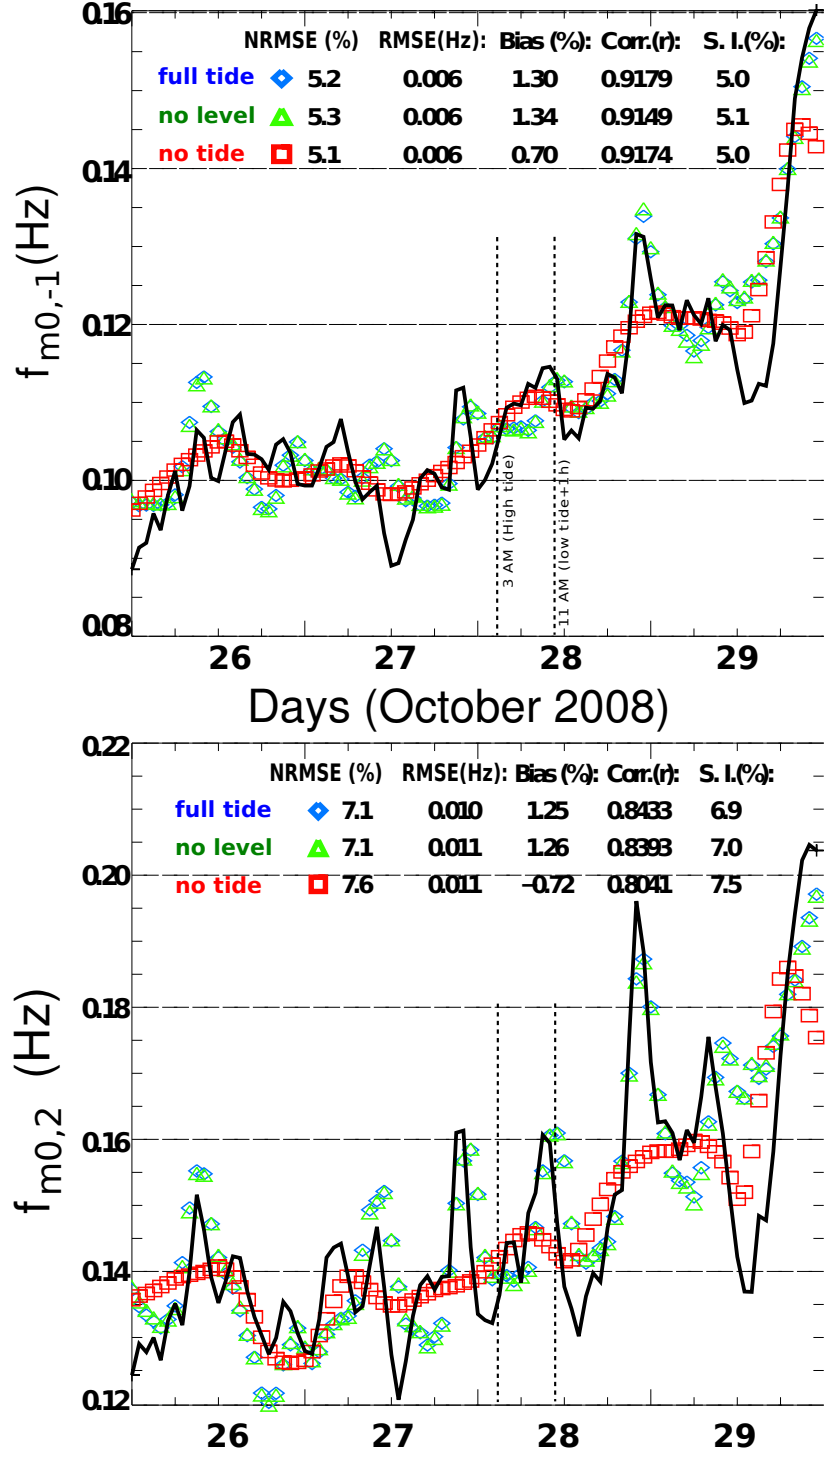 0.16
NRMSE (%) RMSE(Hz): Bias (%): Corr.(r): S. I.(%):
full tide 5.2 0.006 1.30 0.9179 5.0
no level 5.3 0.006 1.34 0.9149 5.1
no tide 5.1 0.006 0.70 0.9174 5.0
0.14
0.12
0.10
0.08
f m0,-1 (Hz)
3 AM (High tide)
11 AM (low tide+1h)
26 27 28 29
Days (October 2008)
0.22
NRMSE (%) RMSE(Hz): Bias (%): Corr.(r): S. I.(%):
full tide 7.1 0.010 1.25 0.8433 6.9
no level 7.1 0.011 1.26 0.8393 7.0
0.20
no tide 7.6 0.011 −0.72 0.8041 7.5
0.18
0.16
0.14
0.12
f m0,2 (Hz)
26 27 28 29